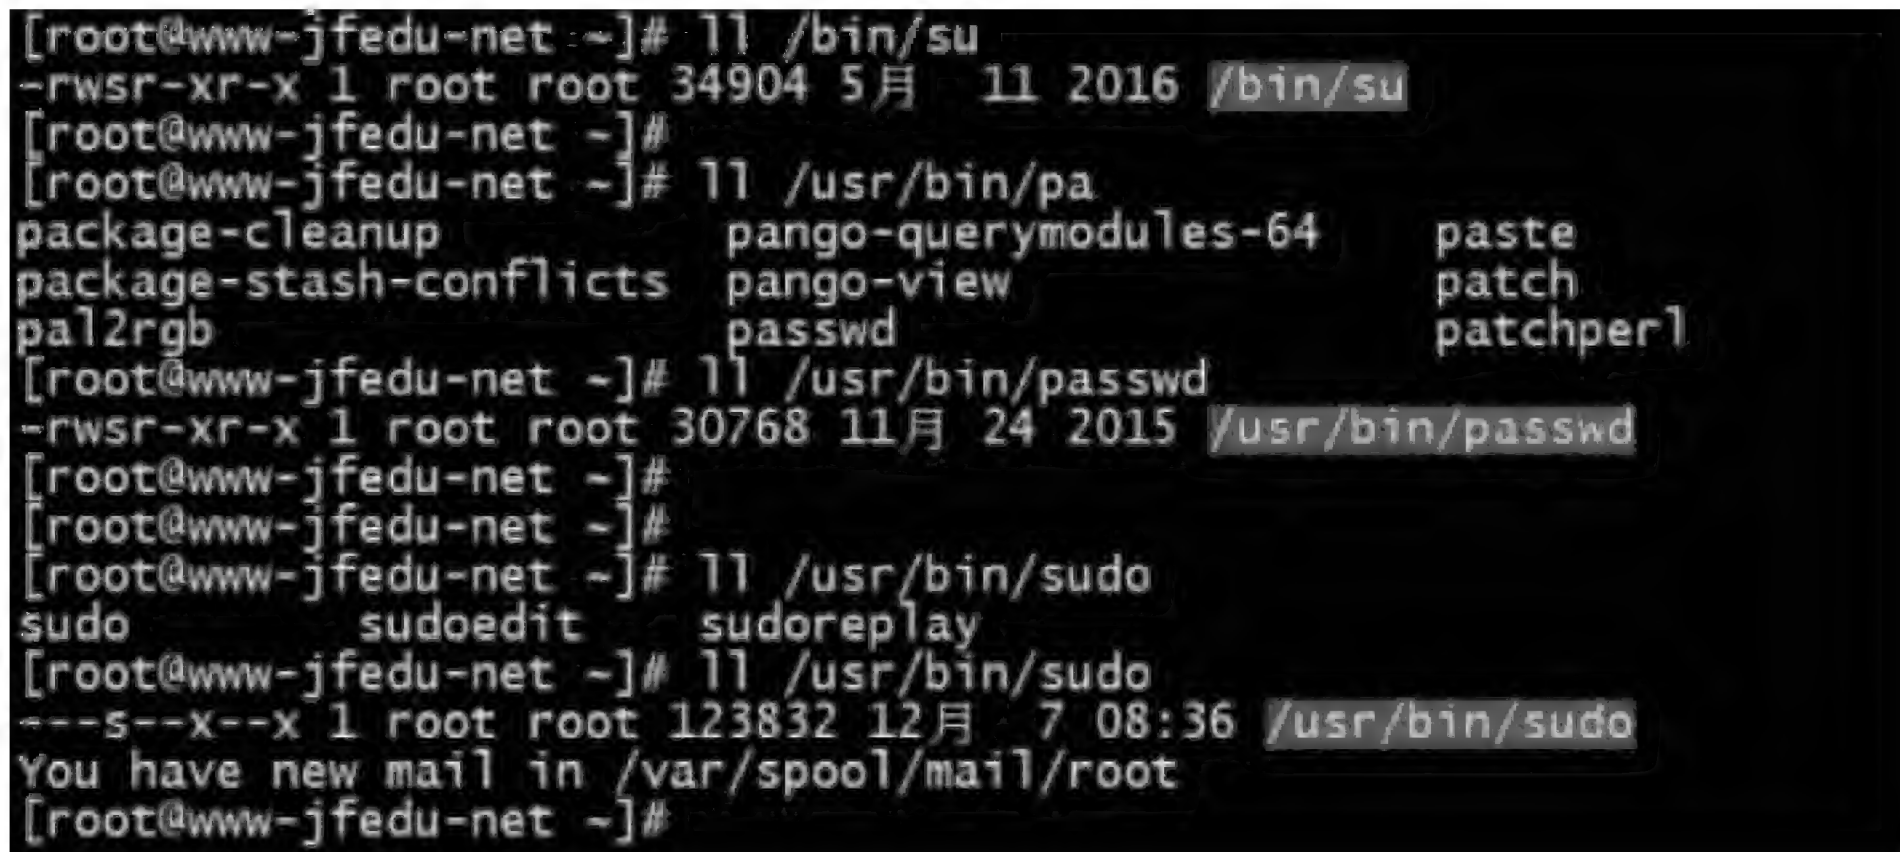 [root@www-jfedu-net ~]# ll /bin/su
-rwsr-xr-x 1 root root 34904 5月  11 2016 /bin/su
[root@www-jfedu-net ~]#
[root@www-jfedu-net ~]# ll /usr/bin/pa
package-cleanup pango-querymodules-64 paste
package-stash-conflicts pango-view patch
pal2rgb passwd patchperl
[root@www-jfedu-net ~]# ll /usr/bin/passwd
-rwsr-xr-x 1 root root 30768 11月 24 2015 /usr/bin/passwd
[root@www-jfedu-net ~]#
[root@www-jfedu-net ~]#
[root@www-jfedu-net ~]# ll /usr/bin/sudo
sudo sudoedit sudoreplay
[root@www-jfedu-net ~]# ll /usr/bin/sudo
---s--x--x 1 root root 123832 12月  7 08:36 /usr/bin/sudo
You have new mail in /var/spool/mail/root
[root@www-jfedu-net ~]#